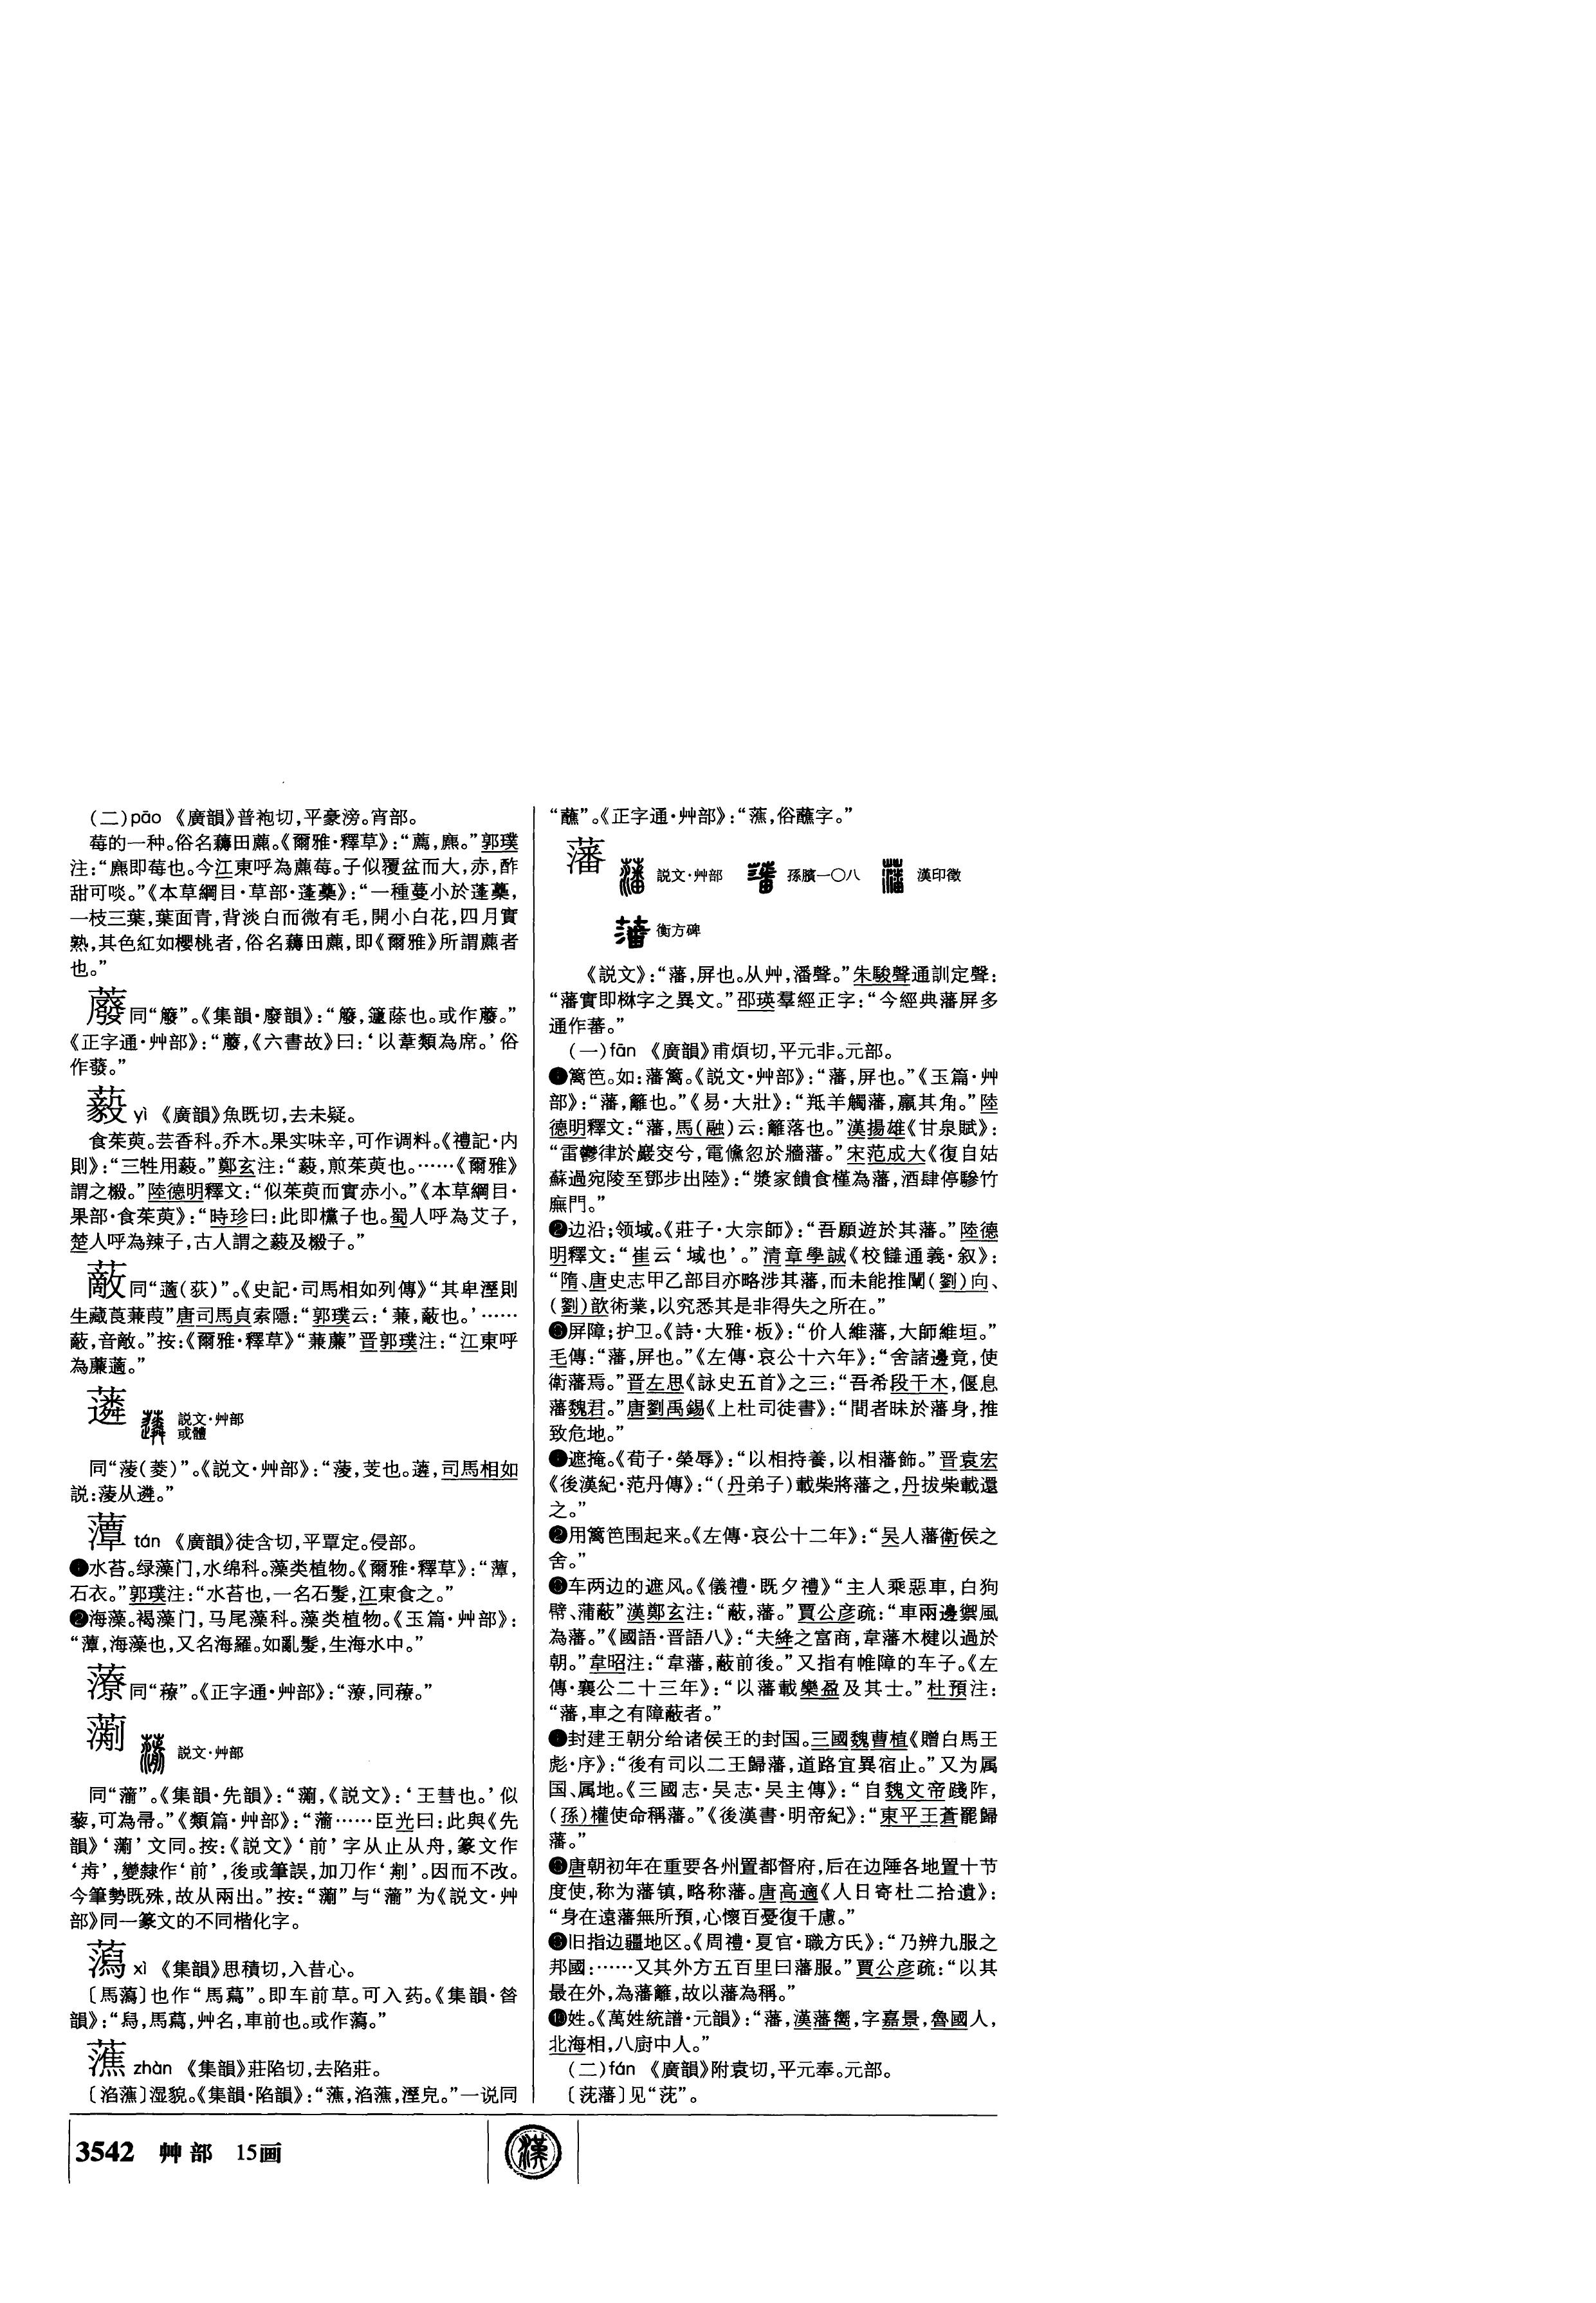 (二)pāo 《廣韻》普袍切,平豪滂。宵部。
莓的一种。俗名藨田藨。《爾雅·釋草》:“藨,麃。”郭璞
注:“麃即莓也。今江東呼為藨莓。子似覆盆而大,赤,酢
甜可啖。”《本草綱目·草部·蓬虆》:“一種蔓小於蓬虆,
一枝三葉,葉面青,背淡白而微有毛,開小白花,四月實
熟,其色紅如櫻桃者,俗名藨田藨,即《爾雅》所謂藨者
也。”
蕟同“䉬”。《集韻·廢韻》:“䉬,籧蒢也。或作蕟。”
《正字通·艸部》:“蕟,《六書故》曰:‘以葦類為席。’俗
作蕟。”
藙 yì 《廣韻》魚既切,去未疑。
食茱萸。芸香科。乔木。果实味辛,可作调料。《禮記·内
則》:“三牲用藙。”鄭玄注:“藙,煎茱萸也。……《爾雅》
謂之榝。”陸德明釋文:“似茱萸而實赤小。”《本草綱目·
果部·食茱萸》:“時珍曰:此即欓子也。蜀人呼為艾子,
楚人呼為辣子,古人謂之藙及榝子。”
藡同“藡(荻)”。《史記·司馬相如列傳》“其卑溼則
生藏莨蒹葭”唐司馬貞索隱:“郭璞云:‘蒹,蔽也。’……
蔽,音敵。”按:《爾雅·釋草》“蒹薕”晋郭璞注:“江東呼
為薕藡。”
䕘 説文·艸部
或體
同“蔆(菱)”。《説文·艸部》:“蔆,芰也。䕘,司馬相如
説:蔆从遴。”
藫 tán 《廣韻》徒含切,平覃定。侵部。
❶水苔。绿藻门,水绵科。藻类植物。《爾雅·釋草》:“藫,
石衣。”郭璞注:“水苔也,一名石髮,江東食之。”
❷海藻。褐藻门,马尾藻科。藻类植物。《玉篇·艸部》:
“藫,海藻也,又名海羅。如亂髮,生海水中。”
同“藔”。《正字通·艸部》:“,同藔。”
説文·艸部
同“葥”。《集韻·先韻》:“,《説文》:‘王彗也。’似
藜,可為帚。”《類篇·艸部》:“……臣光曰:此與《先
韻》‘’文同。按:《説文》‘前’字从止从舟,篆文作
‘歬’,變隸作‘前’,後或筆誤,加刀作‘剪’。因而不改。
今筆勢既殊,故从兩出。”按:“”与“”为《説文·艸
部》同一篆文的不同楷化字。
蕮 xì 《集韻》思積切,入昔心。
〔馬藛〕也作“馬蕮”。即车前草。可入药。《集韻·㫺
韻》:“舄,馬蕮,艸名,車前也。或作藛。”
蘸 zhàn 《集韻》莊陷切,去陷莊。
〔淊〕湿貌。《集韻·陷韻》:“,淊,溼皃。”一说同
“蘸”。《正字通·艸部》:“,俗蘸字。”
藩 説文·艸部 孫臏一〇八 漢印徵
衡方碑
《説文》:“藩,屏也。从艸,潘聲。”朱駿聲通訓定聲:
“藩實即棥字之異文。”邵瑛羣經正字:“今經典藩屏多
通作蕃。”
(一)fān 《廣韻》甫煩切,平元非。元部。
❶篱笆。如:藩篱。《説文·艸部》:“藩,屏也。”《玉篇·艸
部》:“藩,籬也。”《易·大壯》:“羝羊觸藩,羸其角。”陸
德明釋文:“藩,馬(融)云:籬落也。”漢揚雄《甘泉賦》:
“雷鬱律於巖窔兮,電倏忽於牆藩。”宋范成大《復自姑
蘇過宛陵至鄧步出陸》:“漿家饋食槿為藩,酒肆停驂竹
廡門。”
❷边沿;领域。《莊子·大宗師》:“吾願遊於其藩。”陸德
明釋文:“崔云‘域也’。”清章學誠《校讎通義·叙》:
“隋、唐史志甲乙部目亦略涉其藩,而未能推闡(劉)向、
(劉)歆術業,以究悉其是非得失之所在。”
❸屏障;护卫。《詩·大雅·板》:“价人維藩,大師維垣。”
毛傳:“藩,屏也。”《左傳·哀公十六年》:“舍諸邊竟,使
衛藩焉。”晋左思《詠史五首》之三:“吾希段干木,偃息
藩魏君。”唐劉禹錫《上杜司徒書》:“間者昧於藩身,推
致危地。”
❹遮掩。《荀子·榮辱》:“以相持養,以相藩飾。”晋袁宏
《後漢紀·范丹傳》:“(丹弟子)載柴將藩之,丹拔柴載還
之。”
用篱笆围起来。《左傳·哀公十二年》:“吴人藩衛侯之
舍。”
车两边的遮风。《儀禮·既夕禮》“主人乘惡車,白狗
幦、蒲蔽”漢鄭玄注:“蔽,藩。”賈公彦疏:“車兩邊禦風
為藩。”《國語·晋語八》:“夫絳之富商,韋藩木楗以過於
朝。”韋昭注:“韋藩,蔽前後。”又指有帷障的车子。《左
傳·襄公二十三年》:“以藩載欒盈及其士。”杜預注:
“藩,車之有障蔽者。”
封建王朝分给诸侯王的封国。三國魏曹植《贈白馬王
彪·序》:“後有司以二王歸藩,道路宜異宿止。”又为属
国、属地。《三國志·吴志·吴主傳》:“自魏文帝踐阼,
(孫)權使命稱藩。”《後漢書·明帝紀》:“東平王蒼罷歸
藩。”
唐朝初年在重要各州置都督府,后在边陲各地置十节
度使,称为藩镇,略称藩。唐高適《人日寄杜二拾遺》:
“身在遠藩無所預,心懷百憂復千慮。”
旧指边疆地区。《周禮·夏官·職方氏》:“乃辨九服之
邦國:……又其外方五百里曰藩服。”賈公彦疏:“以其
最在外,為藩籬,故以藩為稱。”
❿姓。《萬姓統譜·元韻》:“藩,漢藩嚮,字嘉景,魯國人,
北海相,八廚中人。”
(二)fán 《廣韻》附袁切,平元奉。元部。
〔莐藩〕见“莐”。
3542 艸部 15画
漢